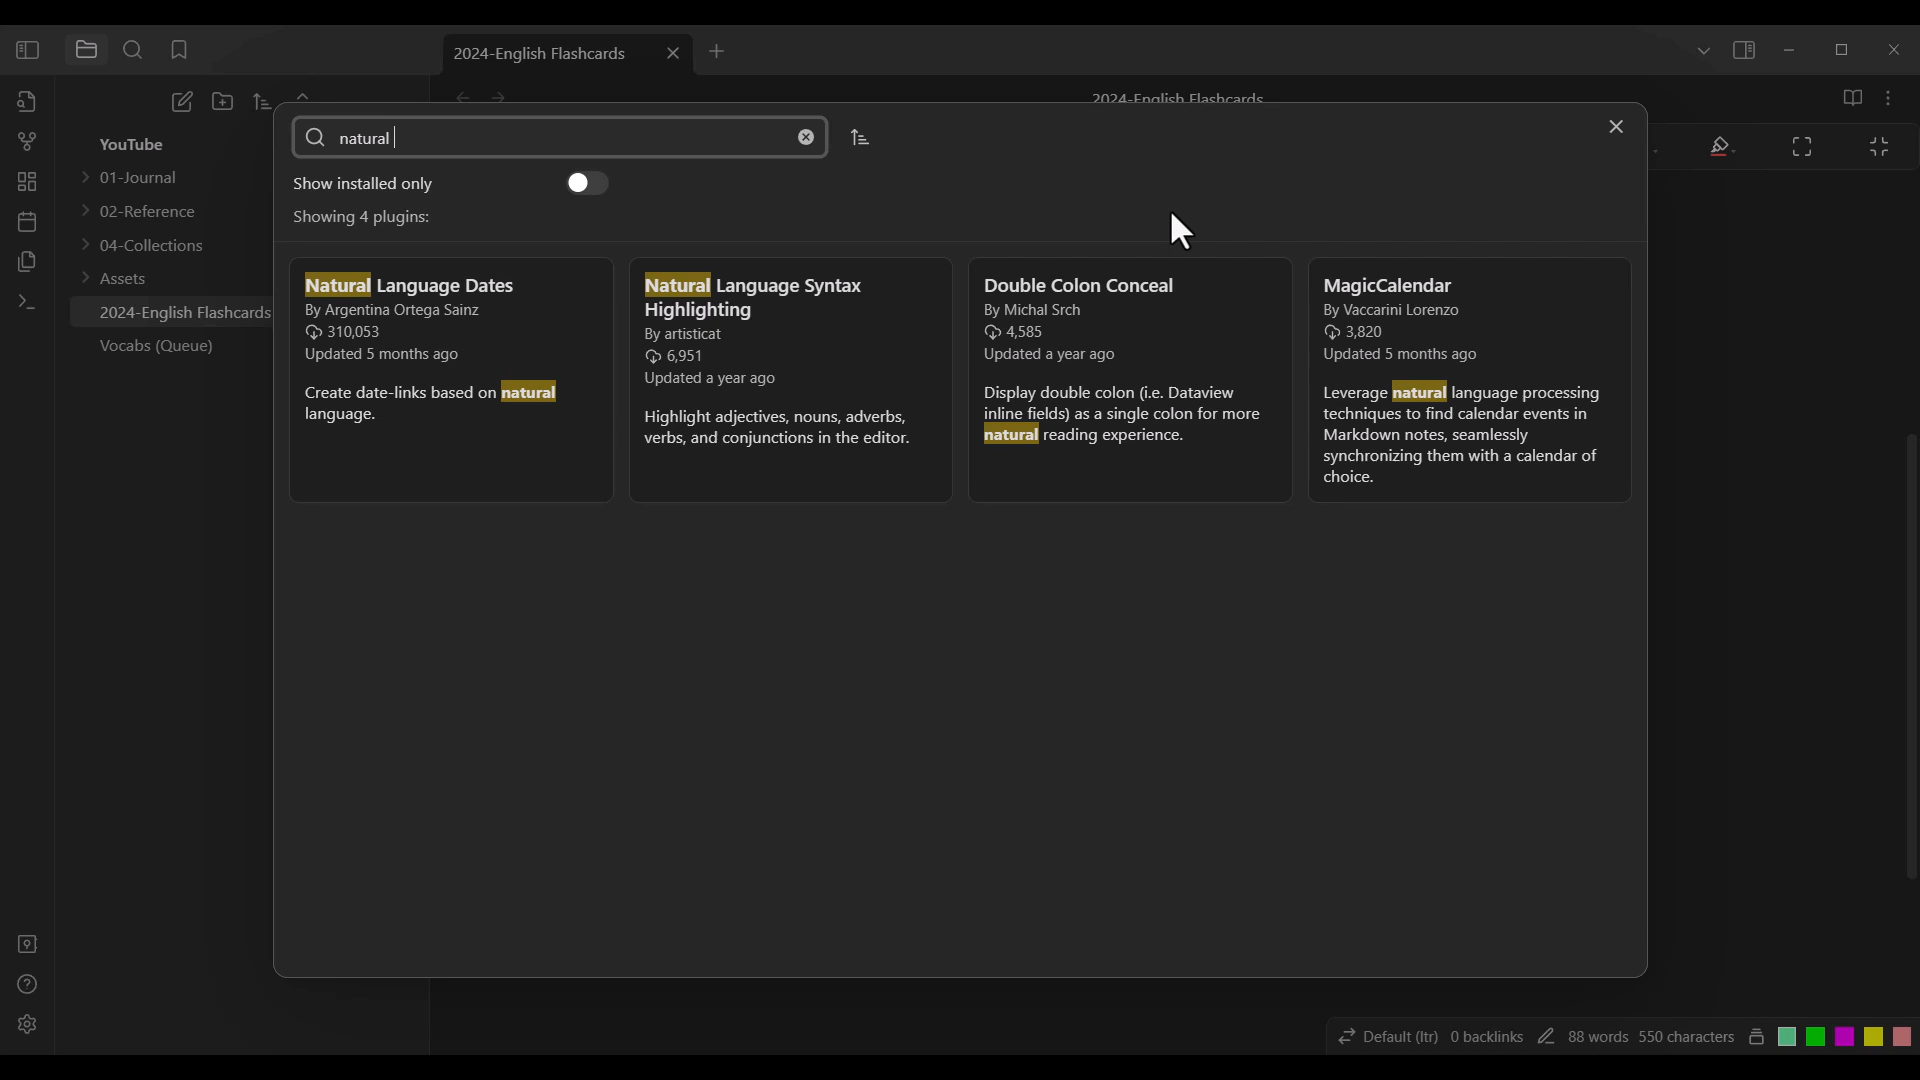 2024-English Flashcards
2024-English Flashcards
natural
YouTube
01-Journal
02-Reference
04-Collections
Assets
2024-English Flashcards
Vocabs (Queue)
Show installed only
Showing 4 plugins:
Natural Language Dates
By Argentina Ortega Sainz
310,053
Updated 5 months ago
Create date-links based on natural
language.
Natural Language Syntax
Highlighting
By artisticat
6,951
Updated a year ago
Highlight adjectives, nouns, adverbs,
verbs, and conjunctions in the editor.
Double Colon Conceal
By Michal Srch
4,585
Updated a year ago
Display double colon (i.e. Dataview
inline fields) as a single colon for more
natural reading experience.
MagicCalendar
By Vaccarini Lorenzo
3,820
Updated 5 months ago
Leverage natural language processing
techniques to find calendar events in
Markdown notes, seamlessly
synchronizing them with a calendar of
choice.
Default (ltr) 0 backlinks 88 words 550 characters